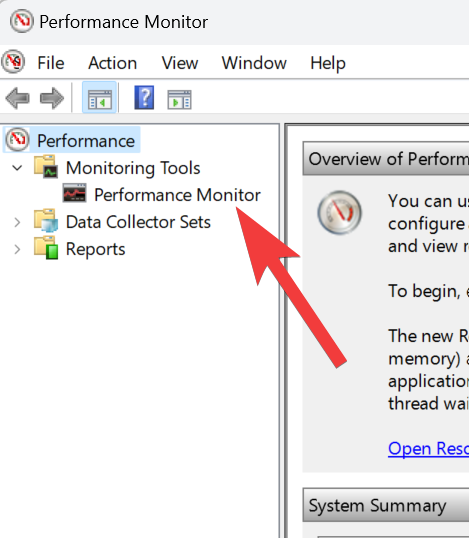 Performance Monitor
File Action View Window Help
Performance
Monitoring Tools
Performance Monitor
Data Collector Sets
Reports
Overview of Perform
You can us
configure
and view r
To begin, e
The new R
memory) a
application
thread wai
Open Reso
System Summary